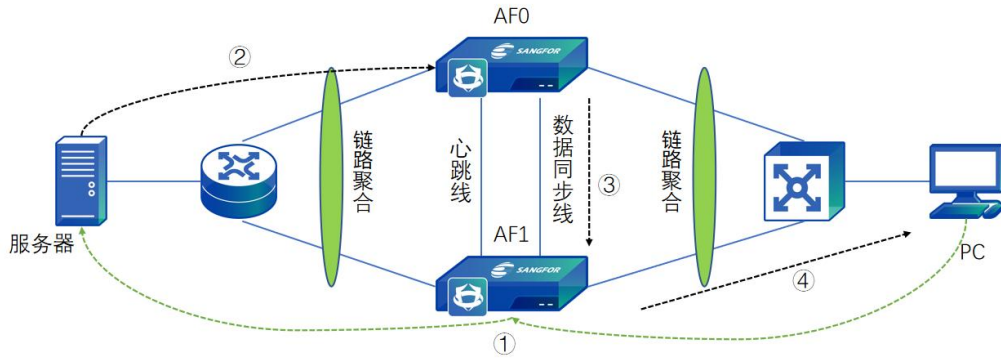 AF0
SANGFOR
②
链路聚合
心跳线
数据同步线
③
链路聚合
服务器
AF1
SANGFOR
PC
④
①